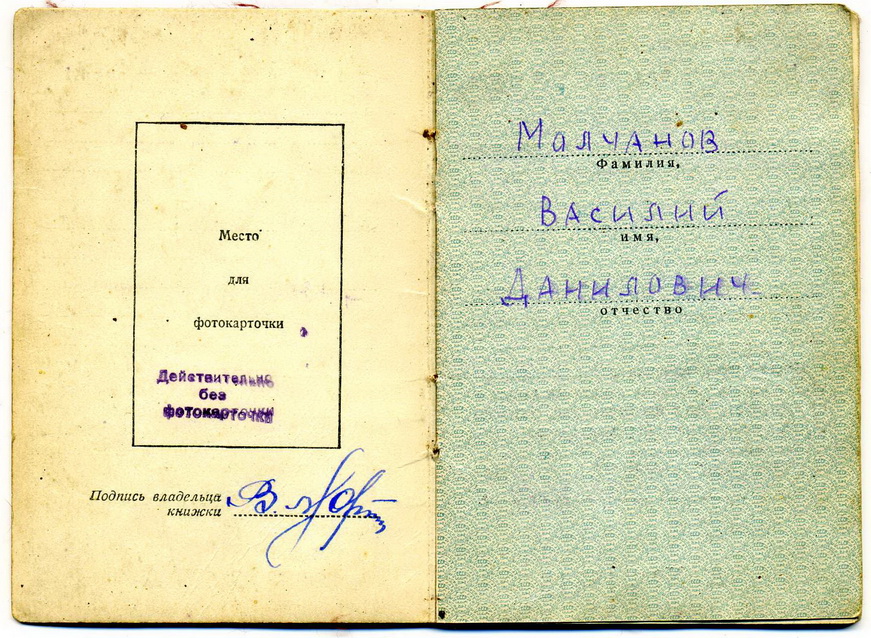 Место
для
фотокарточки
Действительно
без
фотокарточки
Подпись владельца
книжки
Малчанов
Фамилия,
Василий
имя,
Данилович
отчество